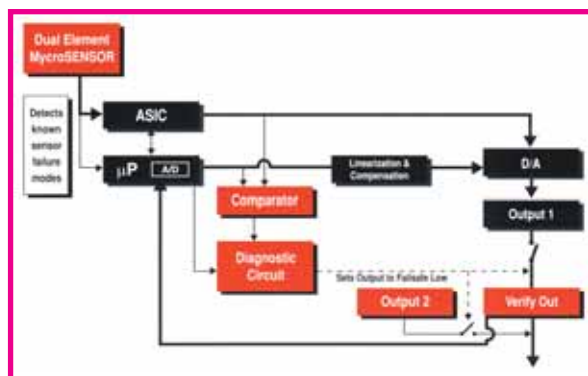 Dual Element
MycroSENSOR
Detects
known
sensor
failure
modes
ASIC
µP
A/D
Linearization &
Compensation
D/A
Comparator
Output 1
Diagnostic
Circuit
Sets Output to Failsafe Low
Output 2
Verify Out